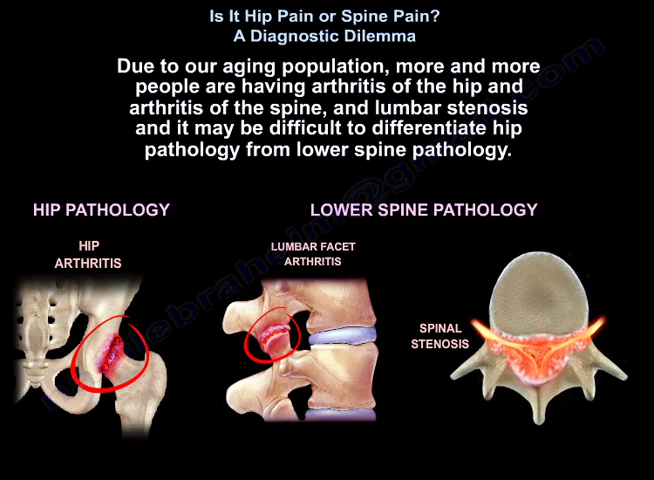 Is It Hip Pain or Spine Pain?
A Diagnostic Dilemma
Due to our aging population, more and more
people are having arthritis of the hip and
arthritis of the spine, and lumbar stenosis
and it may be difficult to differentiate hip
pathology from lower spine pathology.
HIP PATHOLOGY
LOWER SPINE PATHOLOGY
HIP
ARTHRITIS
LUMBAR FACET
ARTHRITIS
SPINAL
STENOSIS